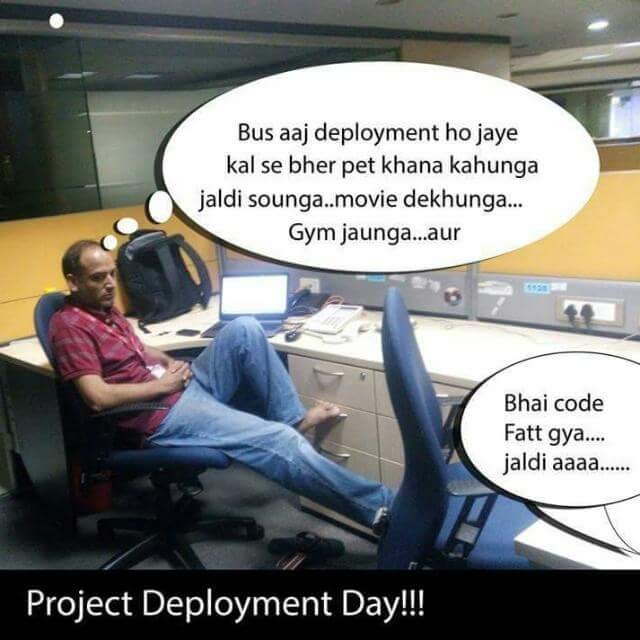 Bus aaj deployment ho jaye
kal se bher pet khana kahunga
jaldi sounga..movie dekhunga...
Gym jaunga...aur
Bhai code
Fatt gya....
jaldi aaaa......
Project Deployment Day!!!